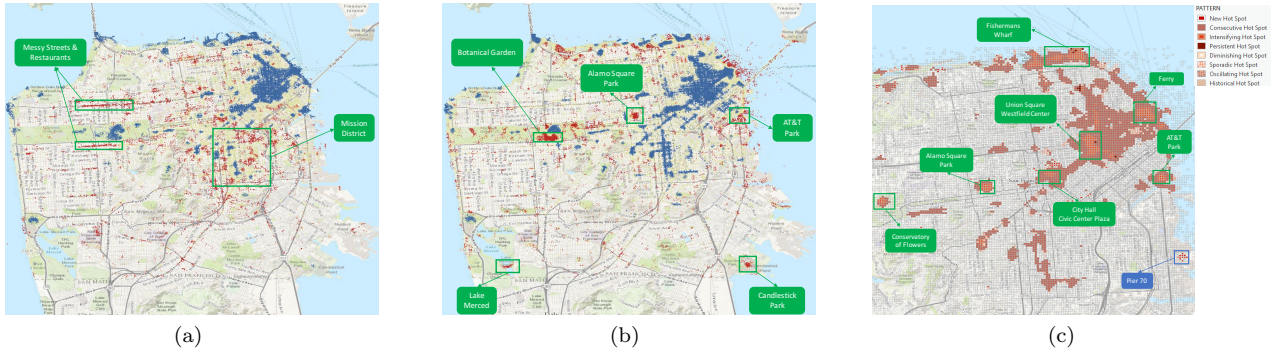 Messy Streets &
Restaurants
Mission
District
(a)
Botanical Garden
Alamo Square
Park
AT&T
Park
Lake
Merced
Candlestick
Park
(b)
Fishermans
Wharf
Ferry
Union Square
Westfield Center
AT&T
Park
Alamo Square
Park
City Hall
Civic Center Plaza
Conservatory
of Flowers
Pier 70
PATTERN
New Hot Spot
Consecutive Hot Spot
Intensifying Hot Spot
Persistent Hot Spot
Diminishing Hot Spot
Sporadic Hot Spot
Oscillating Hot Spot
Historical Hot Spot
(c)